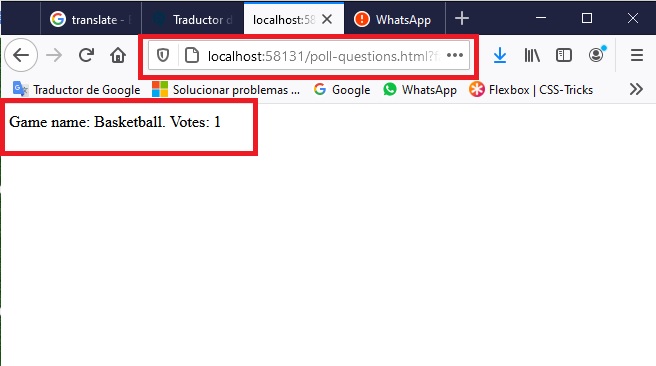 translate -
Traductor d
localhost:58
WhatsApp
localhost:58131/poll-questions.html?f
Traductor de Google
Solucionar problemas ...
Google
WhatsApp
Flexbox | CSS-Tricks
Game name: Basketball. Votes: 1